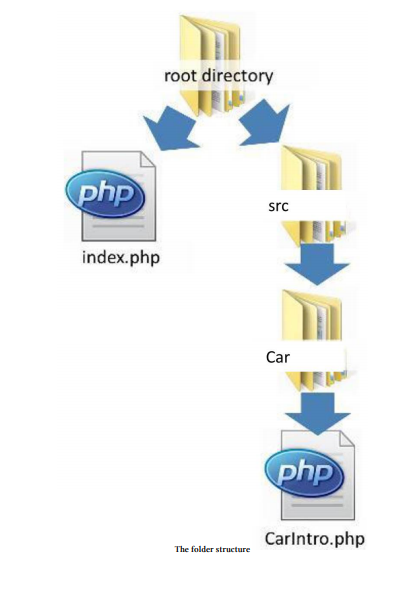 root directory
php
index.php
src
Car
php
CarIntro.php
The folder structure